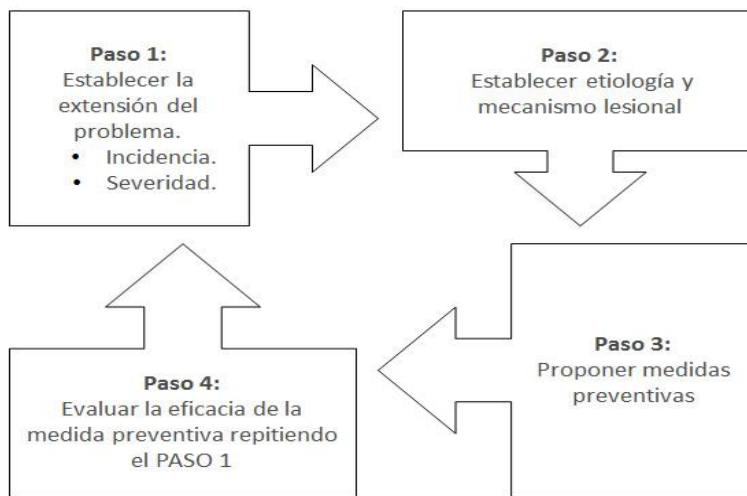 Paso 1:
Establecer la
extensión del
problema.
• Incidencia.
• Severidad.
Paso 2:
Establecer etiología y
mecanismo lesional
Paso 3:
Proponer medidas
preventivas
Paso 4:
Evaluar la eficacia de la
medida preventiva repitiendo
el PASO 1